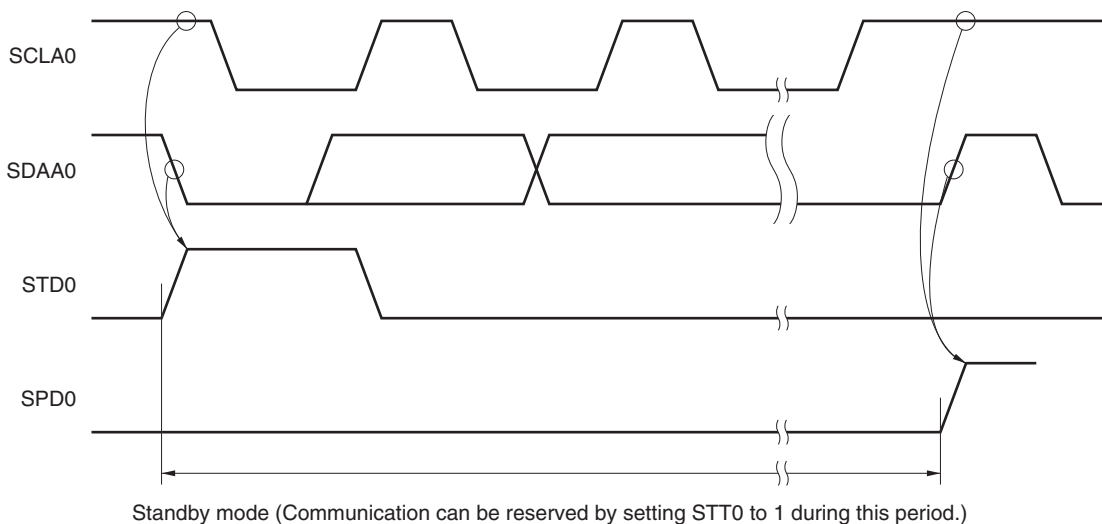 SCLA0
SDAA0
STD0
SPD0
Standby mode (Communication can be reserved by setting STT0 to 1 during this period.)